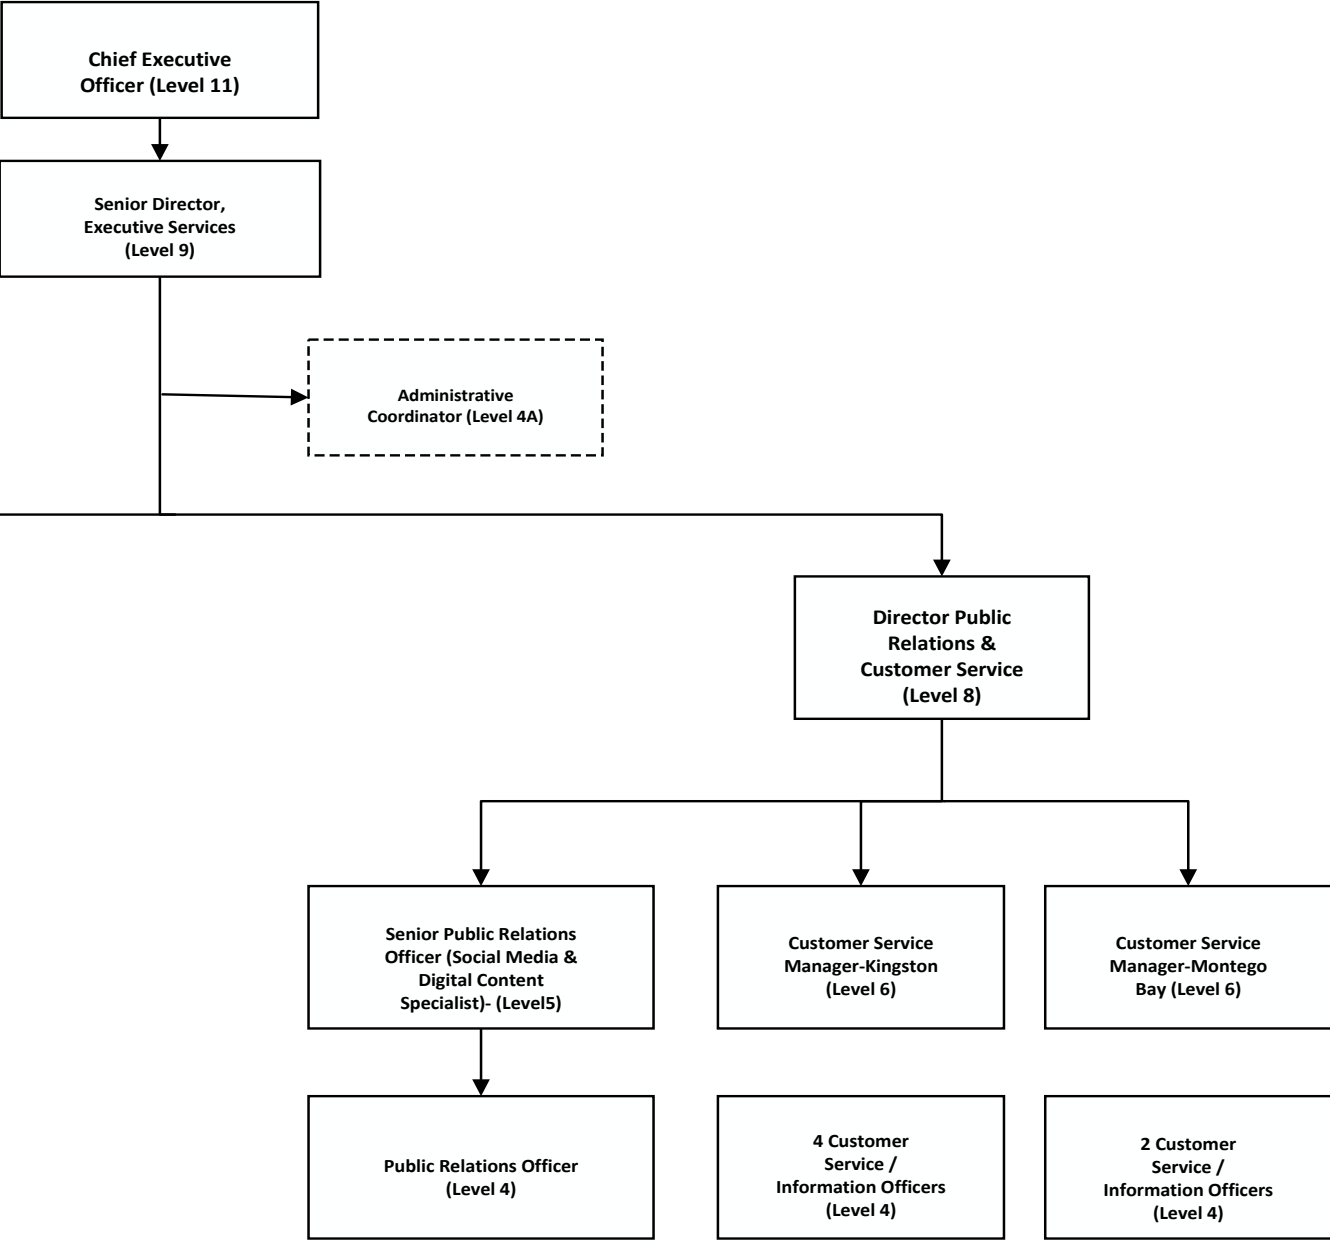 Chief Executive
Officer (Level 11)
Senior Director,
Executive Services
(Level 9)
Administrative
Coordinator (Level 4A)
Director Public
Relations &
Customer Service
(Level 8)
Senior Public Relations
Officer (Social Media &
Digital Content
Specialist)- (Level5)
Customer Service
Manager-Kingston
(Level 6)
Customer Service
Manager-Montego
Bay (Level 6)
Public Relations Officer
(Level 4)
4 Customer
Service /
Information Officers
(Level 4)
2 Customer
Service /
Information Officers
(Level 4)